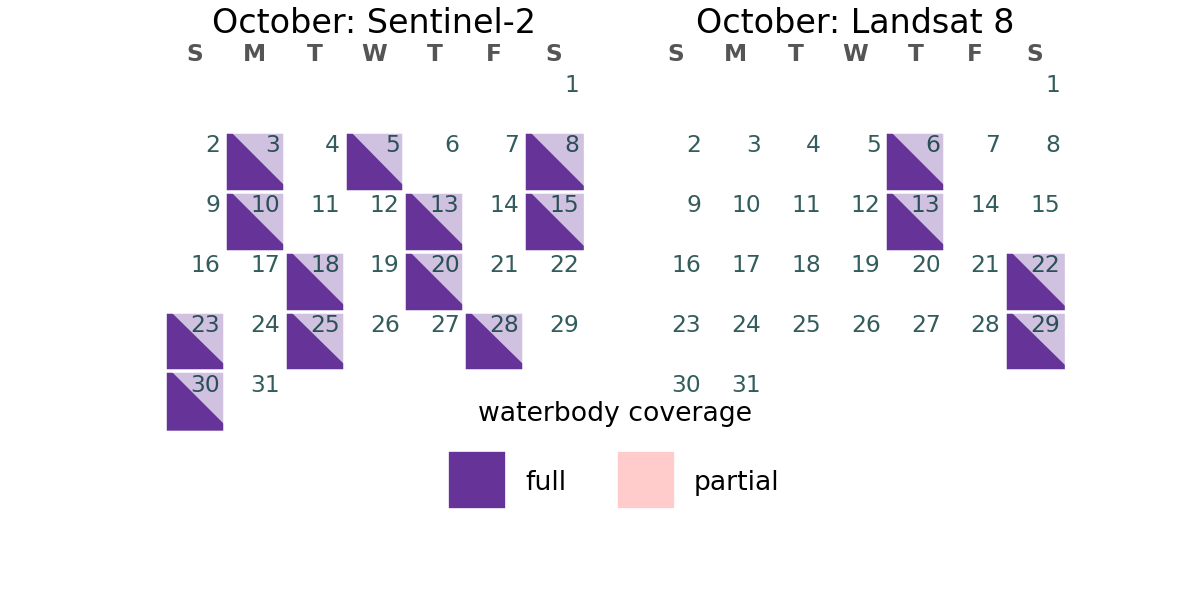 October: Sentinel-2
S M T W T F S
1
2 3 4 5 6 7 8
9 10 11 12 13 14 15
16 17 18 19 20 21 22
23 24 25 26 27 28 29
30 31
October: Landsat 8
S M T W T F S
1
2 3 4 5 6 7 8
9 10 11 12 13 14 15
16 17 18 19 20 21 22
23 24 25 26 27 28 29
30 31
waterbody coverage
full partial